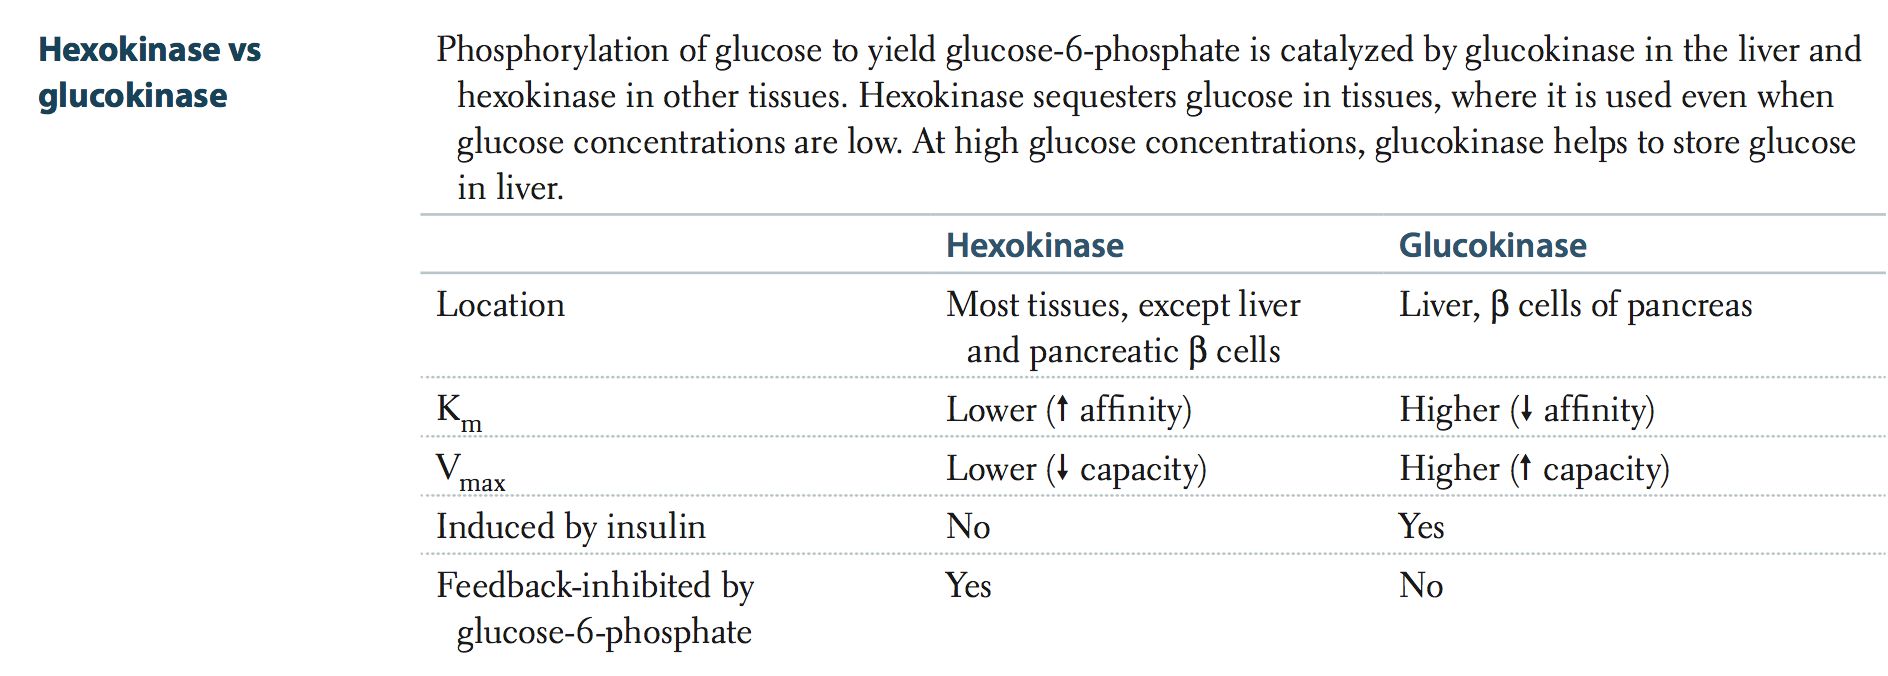 Hexokinase vs
glucokinase
Phosphorylation of glucose to yield glucose-6-phosphate is catalyzed by glucokinase in the liver and
hexokinase in other tissues. Hexokinase sequesters glucose in tissues, where it is used even when
glucose concentrations are low. At high glucose concentrations, glucokinase helps to store glucose
in liver.
Hexokinase Glucokinase
Location Most tissues, except liver Liver, β cells of pancreas
and pancreatic β cells
Km Lower (↑ affinity) Higher (↓ affinity)
Vmax Lower (↓ capacity) Higher (↑ capacity)
Induced by insulin No Yes
Feedback-inhibited by Yes No
glucose-6-phosphate